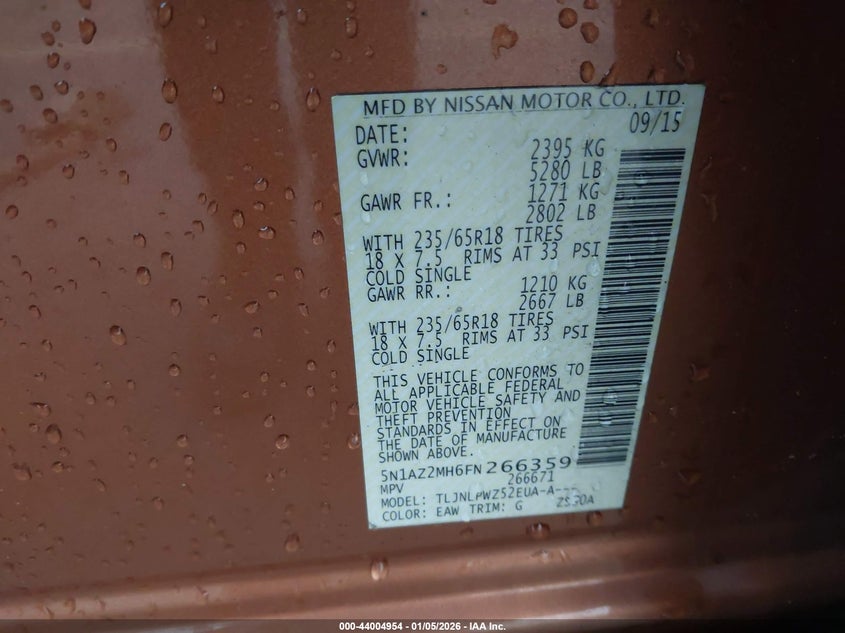 MFD BY NISSAN MOTOR CO., LTD.
DATE: 09/15
GVWR: 2395 KG
5280 LB
GAWR FR.: 1271 KG
2802 LB
WITH 235/65R18 TIRES
18 X 7.5 RIMS AT 33 PSI
COLD SINGLE
GAWR RR.: 1210 KG
2667 LB
WITH 235/65R18 TIRES
18 X 7.5 RIMS AT 33 PSI
COLD SINGLE
THIS VEHICLE CONFORMS TO
ALL APPLICABLE FEDERAL
MOTOR VEHICLE SAFETY AND
THEFT PREVENTION
STANDARDS IN EFFECT ON
THE DATE OF MANUFACTURE
SHOWN ABOVE.
5N1AZ2MH6FN266359
MPV 266671
MODEL:
COLOR: EAW TRIM: G
000-44004954 - 01/05/2026 - IAA Inc.